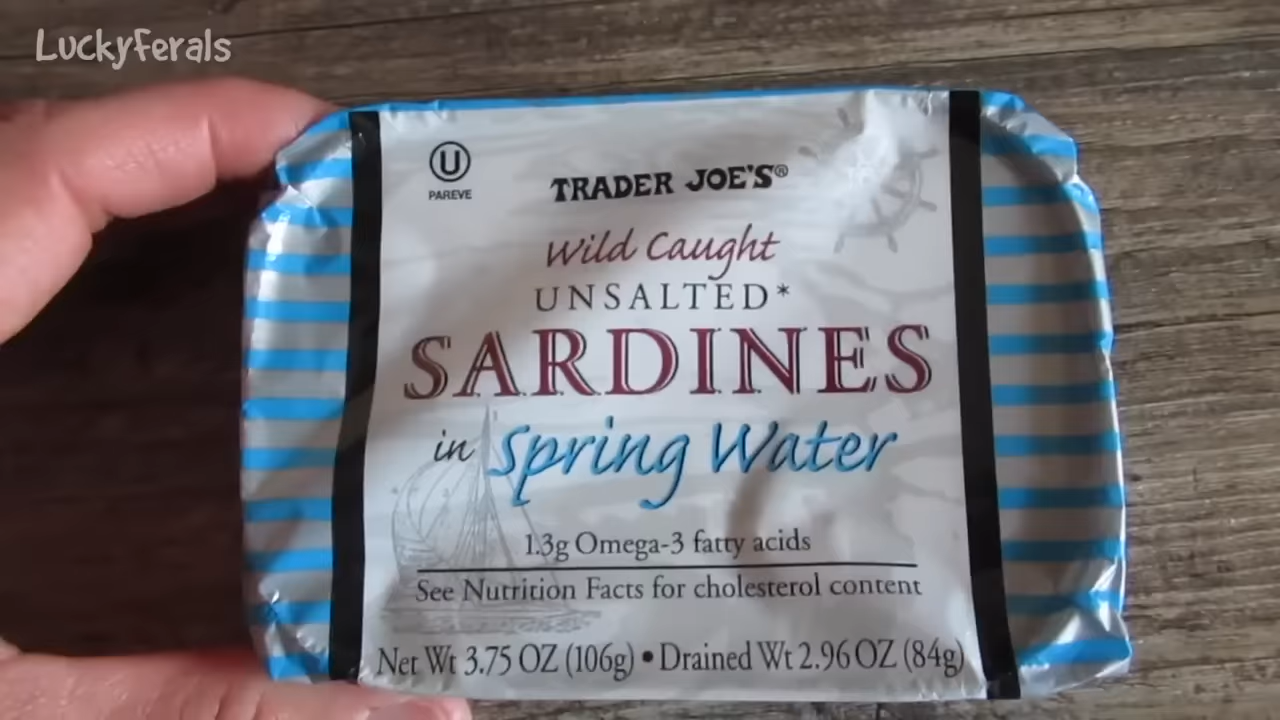 LuckyFerals
U
PAREVE
TRADER JOE'S®
Wild Caught
UNSALTED*
SARDINES
in Spring Water
1.3g Omega-3 fatty acids
See Nutrition Facts for cholesterol content
Net Wt 3.75 OZ (106g) • Drained Wt 2.96 OZ (84g)